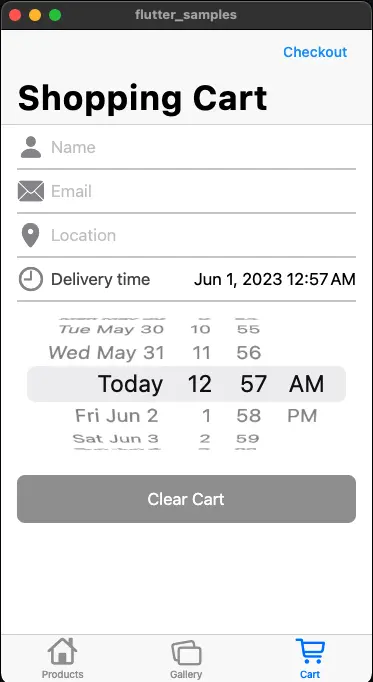 flutter_samples
Checkout
Shopping Cart
Name
Email
Location
Delivery time Jun 1, 2023 12:57 AM
Tue May 30 10 55
Wed May 31 11 56
Today 12 57 AM
Fri Jun 2 1 58 PM
Sat Jun 3 2 59
Clear Cart
Products Gallery Cart